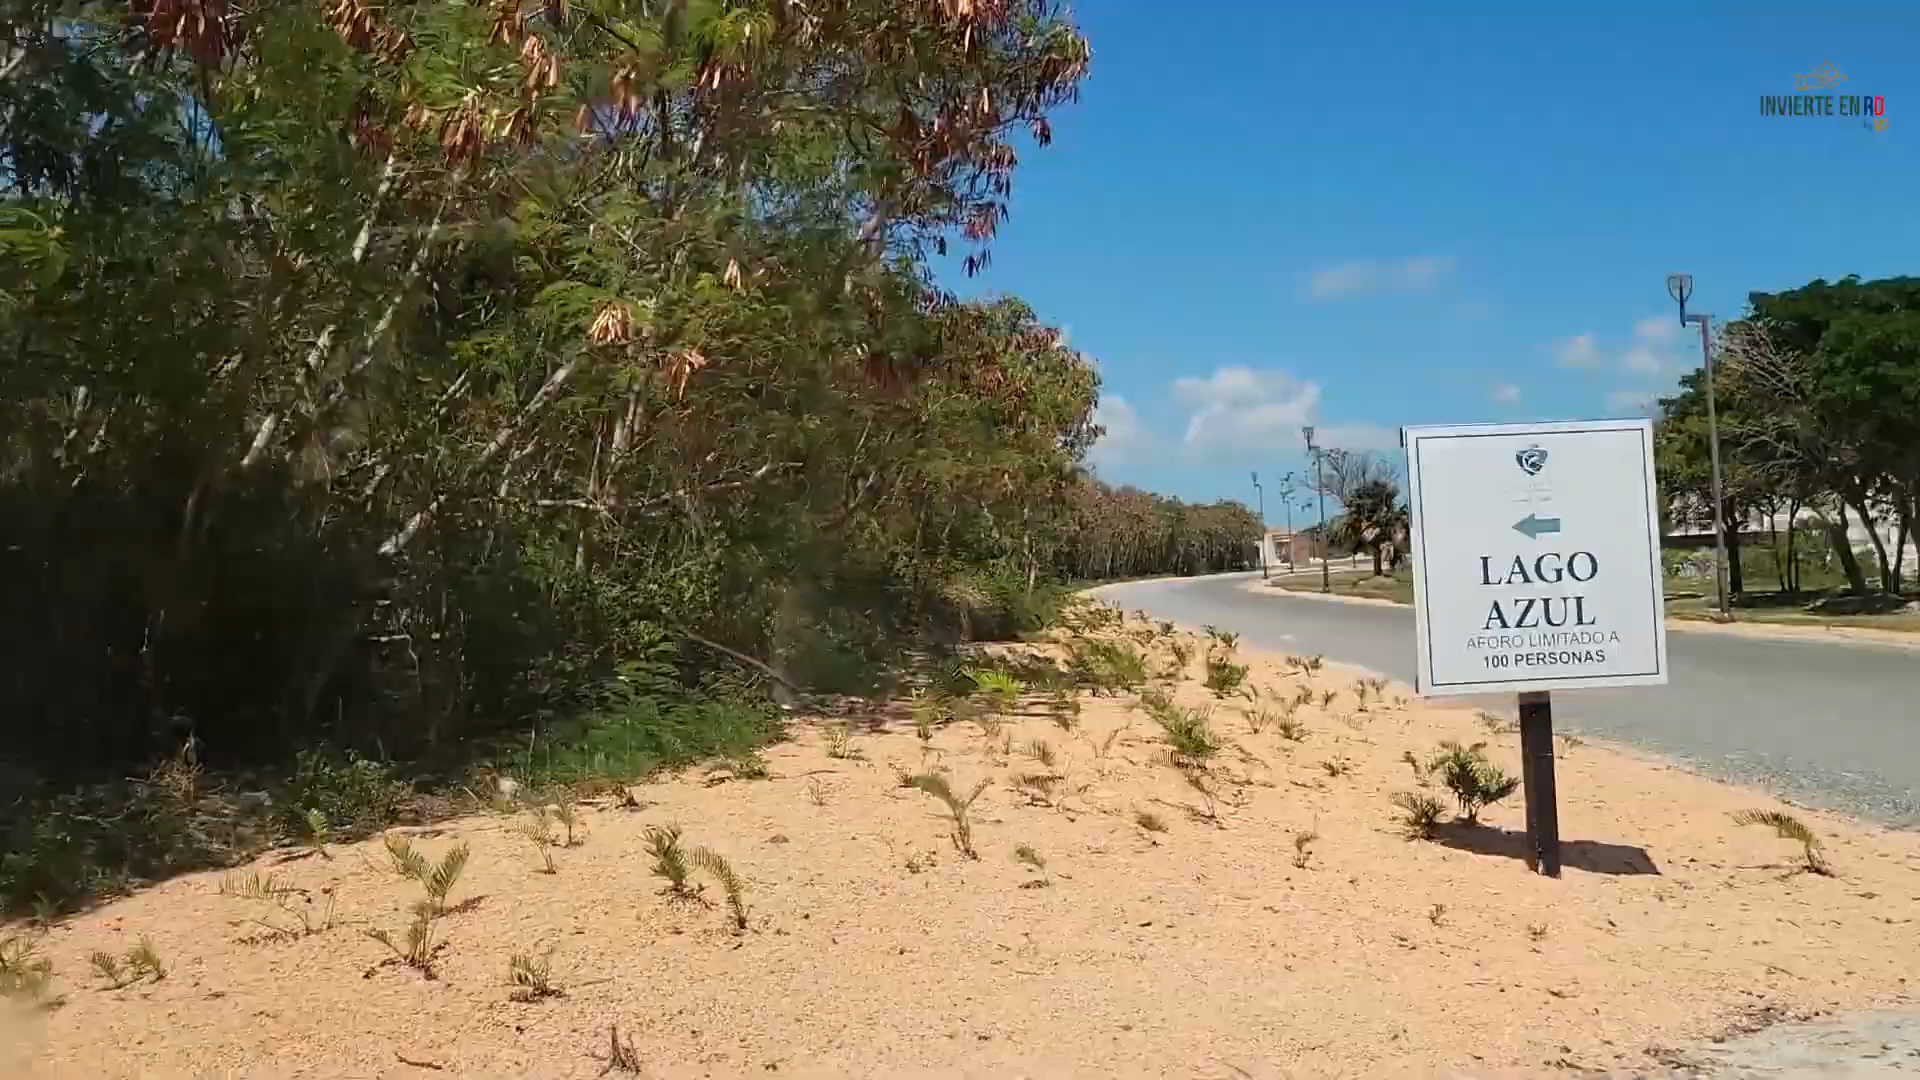 INVIERTE EN RD
LAGO
AZUL
AFORO LIMITADO A
100 PERSONAS